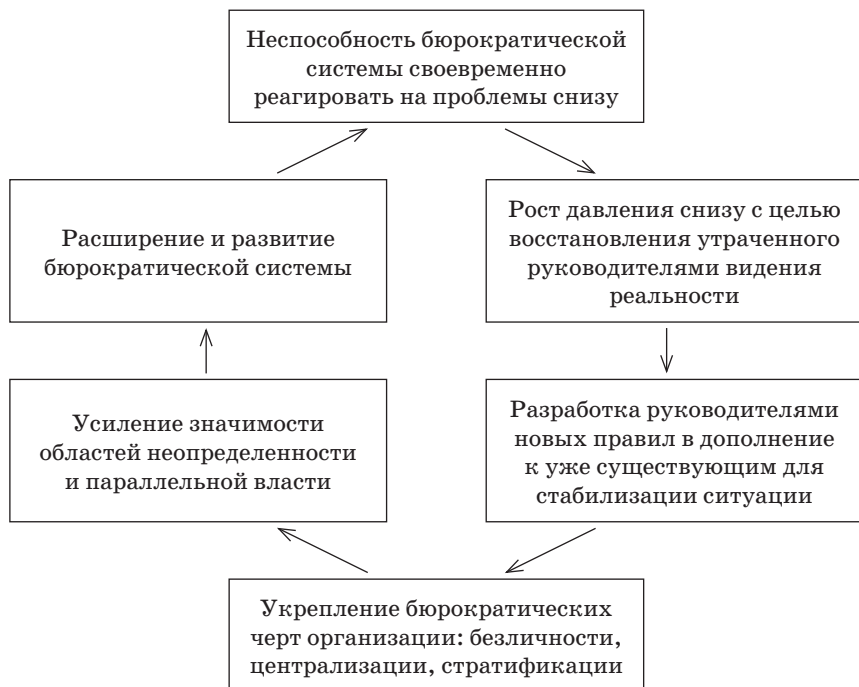 Неспособность бюрократической
системы своевременно
реагировать на проблемы снизу
Рост давления снизу с целью
восстановления утраченного
руководителями видения
реальности
Разработка руководителями
новых правил в дополнение
к уже существующим для
стабилизации ситуации
Укрепление бюрократических
черт организации: безличности,
централизации, стратификации
Усиление значимости
областей неопределенности
и параллельной власти
Расширение и развитие
бюрократической системы